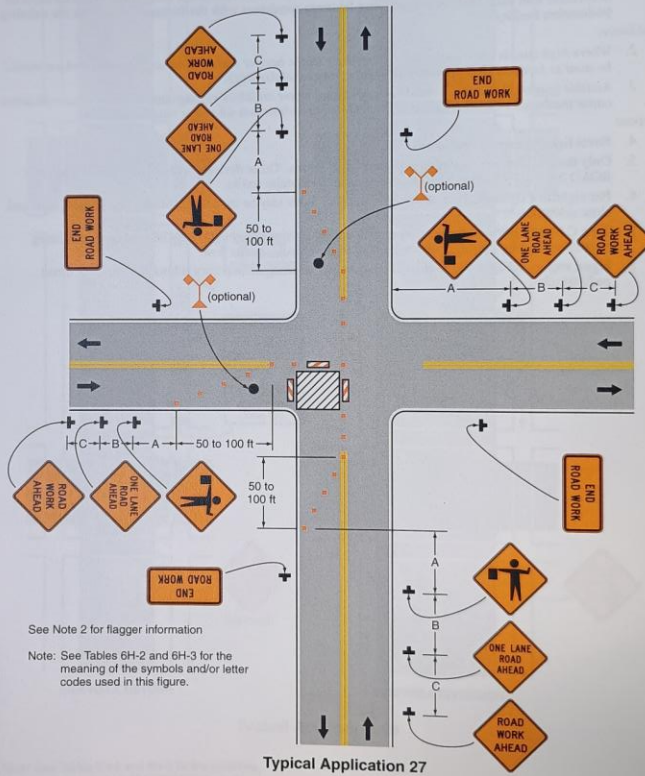 ROAD
WORK
AHEAD
C
B
A
ONE LANE
ROAD
AHEAD
END
ROAD WORK
(optional)
50 to
100 ft
END
ROAD WORK
(optional)
ONE LANE
ROAD
AHEAD
ROAD
WORK
AHEAD
A
B
C
C
B
A
50 to 100 ft
ROAD
WORK
AHEAD
ONE LANE
ROAD
AHEAD
50 to
100 ft
END
ROAD WORK
END
ROAD WORK
A
B
C
ONE LANE
ROAD
AHEAD
ROAD
WORK
AHEAD
See Note 2 for flagger information
Note: See Tables 6H-2 and 6H-3 for the
meaning of the symbols and/or letter
codes used in this figure.
Typical Application 27